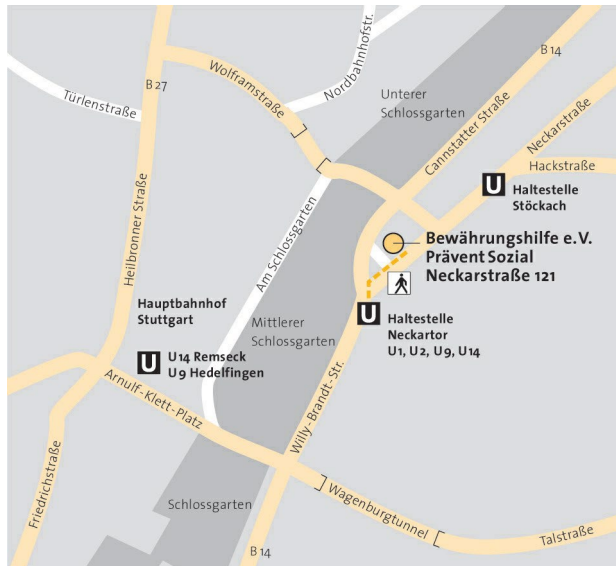 Nordbahnhofstr.
B 14
B 27
Wolframstraße
Türlenstraße
Unterer
Schlossgarten
Cannstatter Straße
Neckarstraße
Hackstraße
U
Haltestelle
Stöckach
Heilbronner Straße
Am Schlossgarten
Bewährungshilfe e.V.
Prävent Sozial
Neckarstraße 121
Hauptbahnhof
Stuttgart
Mittlerer
Schlossgarten
U
Haltestelle
Neckartor
U1, U2, U9, U14
U
U14 Remseck
U9 Hedelfingen
Arnulf-Klett-Platz
Willy-Brandt-Str.
Friedrichstraße
Schlossgarten
Wagenburgtunnel
Talstraße
B 14